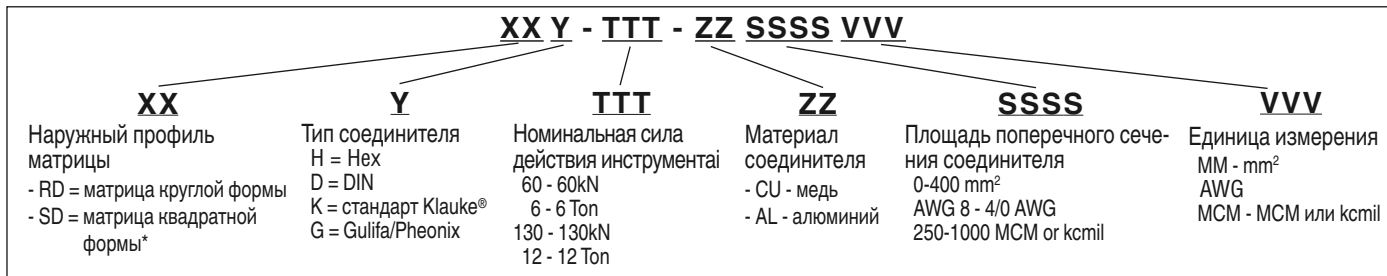 XX Y - TTT - ZZ SSSS VVV
XX
Наружный профиль
матрицы
- RD = матрица круглой формы
- SD = матрица квадратной
формы*
Y
Тип соединителя
H = Hex
D = DIN
K = стандарт Klauke®
G = Gulifa/Pheonix
TTT
Номинальная сила
действия инструментаi
60 - 60kN
6 - 6 Ton
130 - 130kN
12 - 12 Ton
ZZ
Материал
соединителя
- CU - медь
- AL - алюминий
SSSS
Площадь поперечного сече-
ния соединителя
0-400 mm²
AWG 8 - 4/0 AWG
250-1000 MCM or kcmil
VVV
Единица измерения
MM - mm²
AWG
MCM - MCM или kcmil